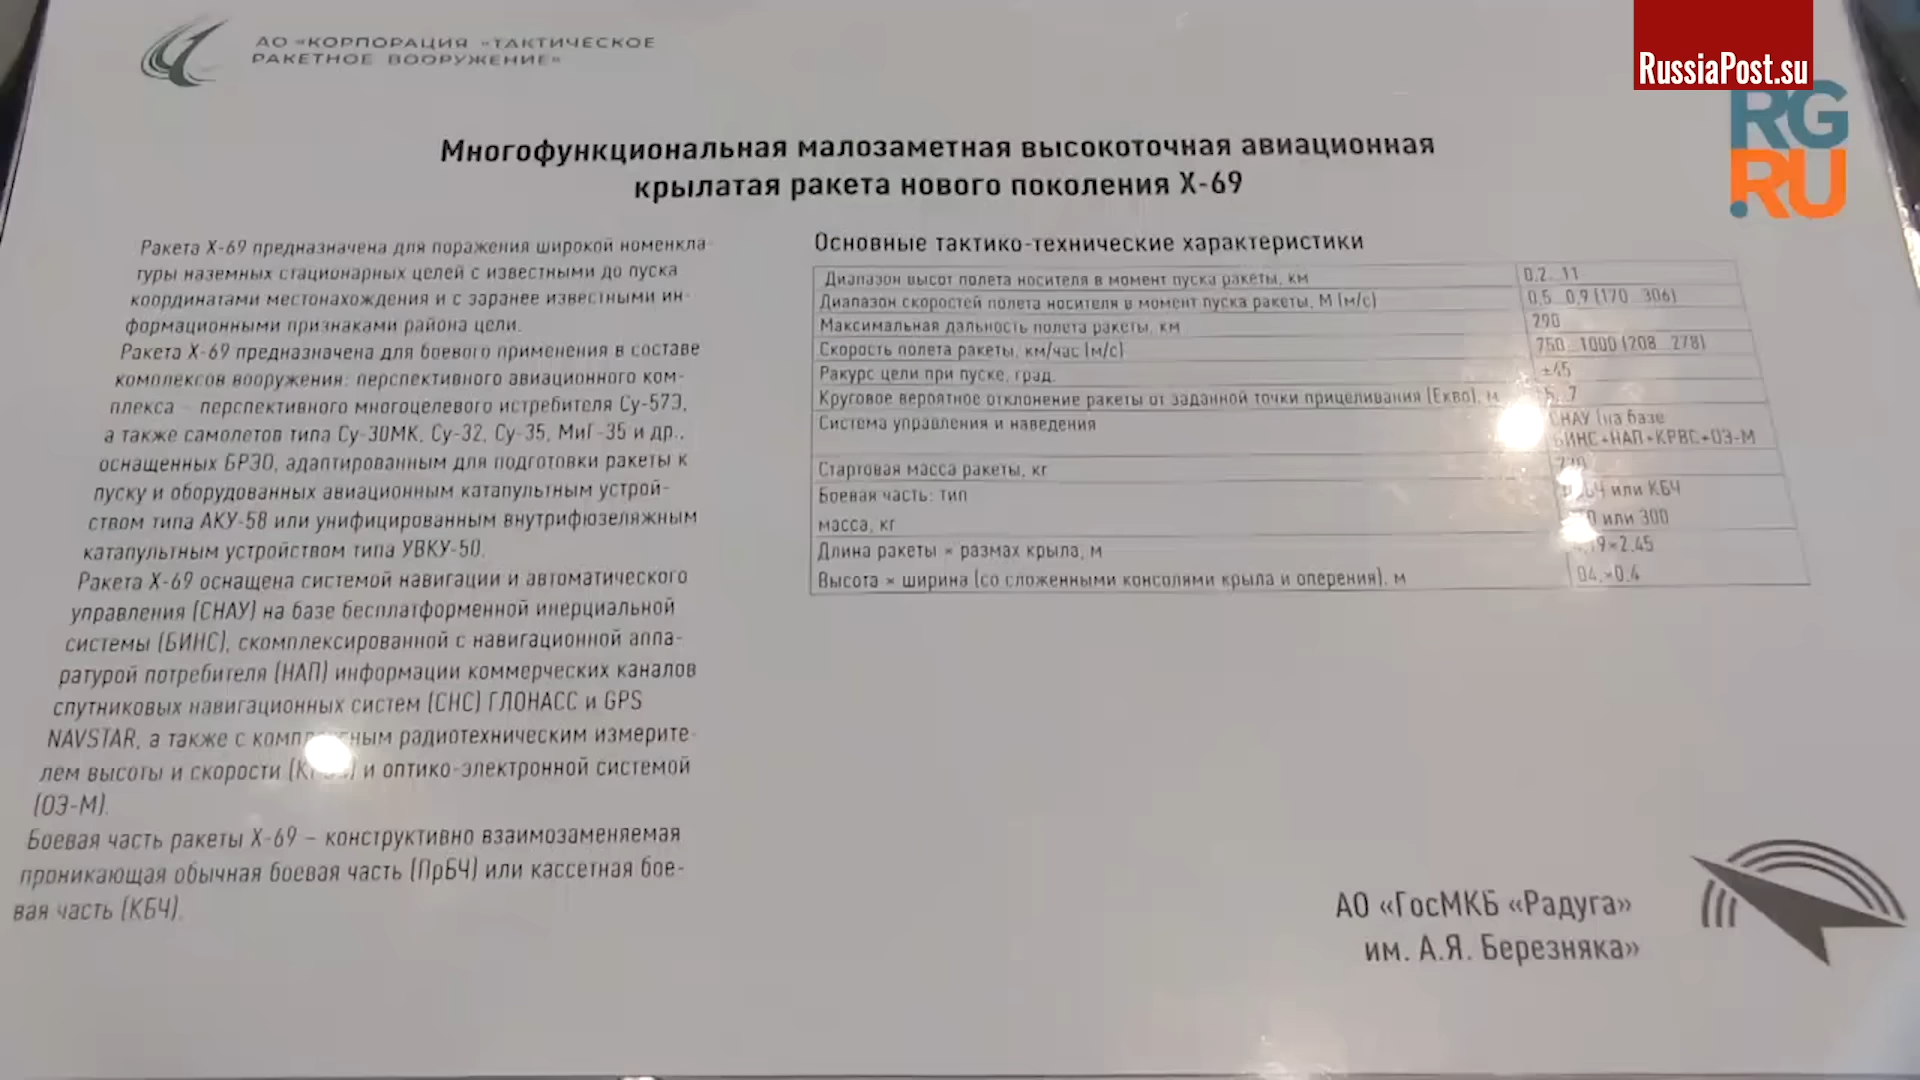 АО «КОРПОРАЦИЯ «ТАКТИЧЕСКОЕ
РАКЕТНОЕ ВООРУЖЕНИЕ»
RussiaPost.su
RG
.RU
Многофункциональная малозаметная высокоточная авиационная
крылатая ракета нового поколения Х-69
Ракета Х-69 предназначена для поражения широкой номенкла-
туры наземных стационарных целей с известными до пуска
координатами местонахождения и с заранее известными ин-
формационными признаками района цели.
Ракета Х-69 предназначена для боевого применения в составе
комплексов вооружения: перспективного авиационного ком-
плекса – перспективного многоцелевого истребителя Су-57Э,
а также самолетов типа Су-30МК, Су-32, Су-35, МиГ-35 и др.,
оснащенных БРЭО, адаптированным для подготовки ракеты к
пуску и оборудованных авиационным катапультным устрой-
ством типа АКУ-58 или унифицированным внутрифюзеляжным
катапультным устройством типа УВКУ-50.
Ракета Х-69 оснащена системой навигации и автоматического
управления (СНАУ) на базе бесплатформенной инерциальной
системы (БИНС), скомплексированной с навигационной аппа-
ратурой потребителя (НАП) информации коммерческих каналов
спутниковых навигационных систем (СНС) ГЛОНАСС и GPS
NAVSTAR, а также с радиотехническим измерите-
лем высоты и скорости и оптико-электронной системой
(ОЭ-М).
Боевая часть ракеты Х-69 – конструктивно взаимозаменяемая
проникающая обычная боевая часть (ПрБЧ) или кассетная бое-
вая часть (КБЧ).
Основные тактико-технические характеристики
Диапазон высот полета носителя в момент пуска ракеты, км 0,2...11
Диапазон скоростей полета носителя в момент пуска ракеты, М (м/с) 0,5...0,9 (170...306)
Максимальная дальность полета ракеты, км 290
Скорость полета ракеты, км/час (м/с) 750...1000 (208...278)
Ракурс цели при пуске, град. ±45
Круговое вероятное отклонение ракеты от заданной точки прицеливания (Екво), м
Система управления и наведения СНАУ (на базе
БИНС+НАП+КРВС+ОЭ-М
Стартовая масса ракеты, кг
Боевая часть: тип или КБЧ
масса, кг или 300
Длина ракеты × размах крыла, м
Высота × ширина (со сложенными консолями крыла и оперения), м 04.×0.4
АО «ГосМКБ «Радуга»
им. А.Я. Березняка»